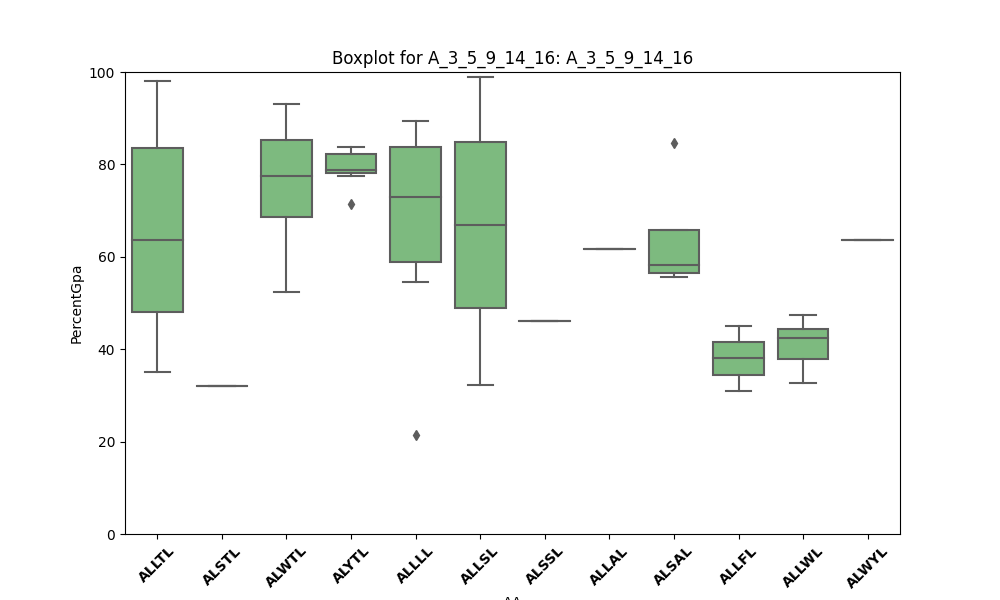 Boxplot for A_3_5_9_14_16: A_3_5_9_14_16
100
80
60
40
20
0
PercentGpa
ALLTL
ALSTL
ALWTL
ALYTL
ALLLL
ALLSL
ALSSL
ALLAL
ALSAL
ALLFL
ALLWL
ALWYL